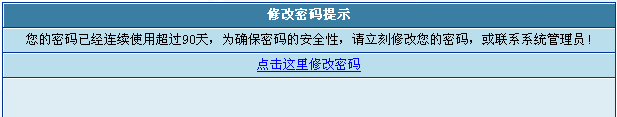 修改密码提示
您的密码已经连续使用超过90天，为确保密码的安全性，请立刻修改您的密码，或联系系统管理员！
点击这里修改密码